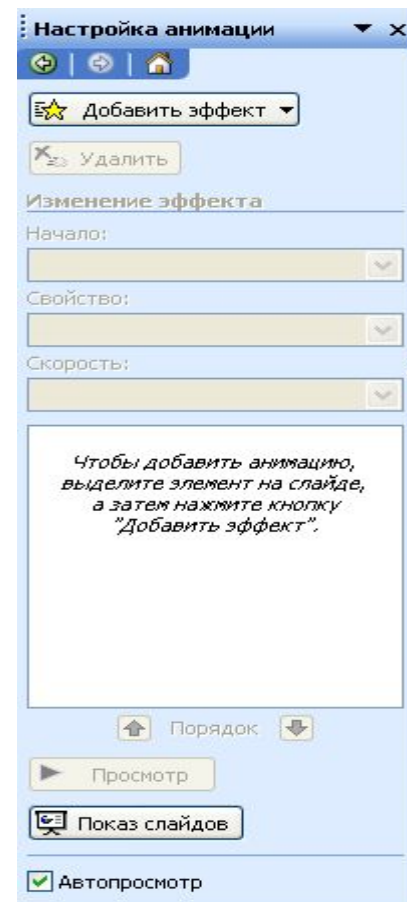 Настройка анимации
Добавить эффект
Удалить
Изменение эффекта
Начало:
Свойство:
Скорость:
Чтобы добавить анимацию,
выделите элемент на слайде,
а затем нажмите кнопку
"Добавить эффект".
Порядок
Просмотр
Показ слайдов
Автопросмотр